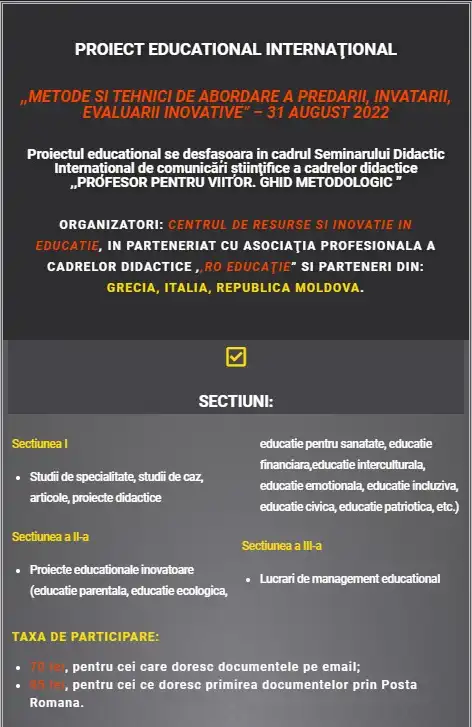 PROIECT EDUCATIONAL INTERNAŢIONAL
,,METODE SI TEHNICI DE ABORDARE A PREDARII, INVATARII,
EVALUARII INOVATIVE" – 31 AUGUST 2022
Proiectul educational se desfaşoara in cadrul Seminarului Didactic
Internaţional de comunicări ştiinţifice a cadrelor didactice
,,PROFESOR PENTRU VIITOR. GHID METODOLOGIC ”
ORGANIZATORI: CENTRUL DE RESURSE SI INOVATIE IN
EDUCATIE, IN PARTENERIAT CU ASOCIAŢIA PROFESIONALA A
CADRELOR DIDACTICE ,,RO EDUCAŢIE” SI PARTENERI DIN:
GRECIA, ITALIA, REPUBLICA MOLDOVA.
SECTIUNI:
Sectiunea I
Studii de specialitate, studii de caz,
articole, proiecte didactice
Sectiunea a II-a
Proiecte educationale inovatoare
(educatie parentala, educatie ecologica,
educatie pentru sanatate, educatie
financiara,educatie interculturala,
educatie emotionala, educatie incluziva,
educatie civica, educatie patriotica, etc.)
Sectiunea a III-a
Lucrari de management educational
TAXA DE PARTICIPARE:
70 lei, pentru cei care doresc documentele pe email;
85 lei, pentru cei ce doresc primirea documentelor prin Posta
Romana.